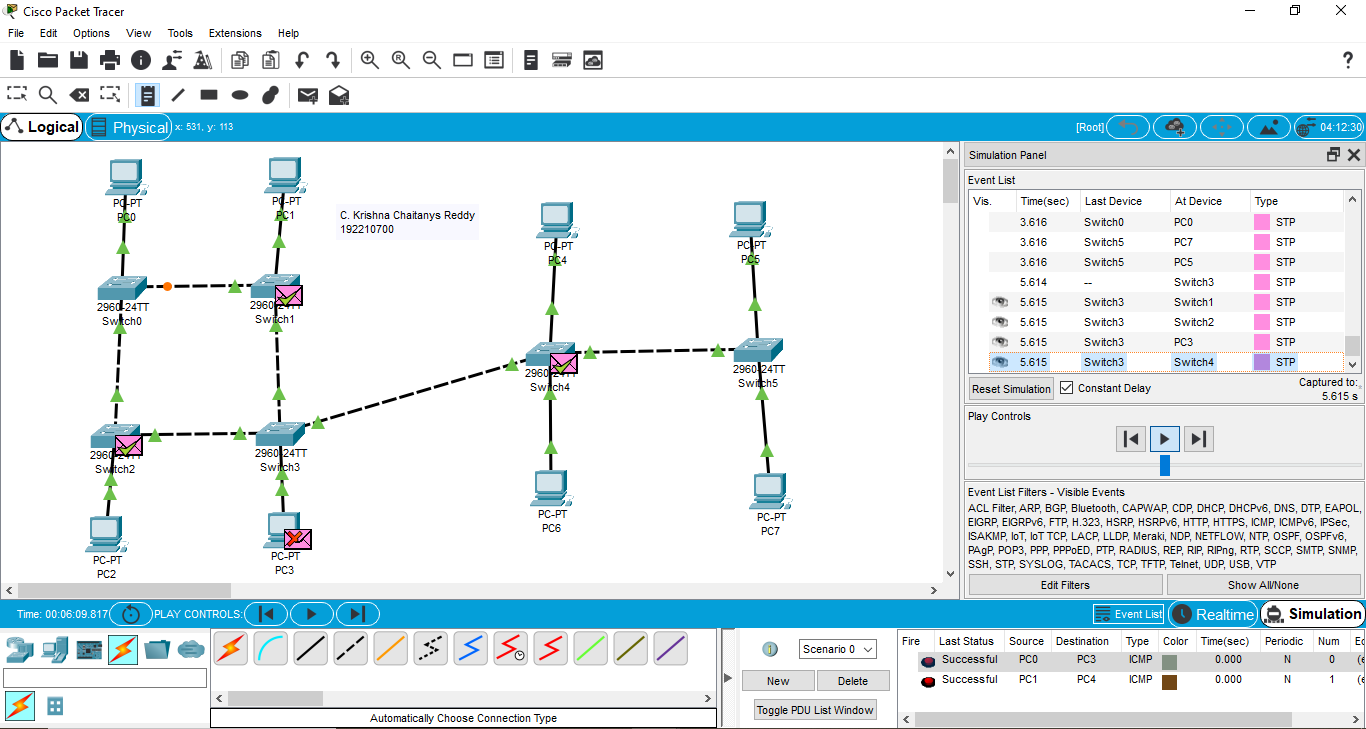 Cisco Packet Tracer
File Edit Options View Tools Extensions Help
Logical
Physical
x: 531, y: 113
[Root]
04:12:30
PC-PT
PC0
PC-PT
PC1
C. Krishna Chaitanys Reddy
192210700
PC-PT
PC4
PC-PT
PC5
2960-24TT
Switch0
2960-24TT
Switch1
2960-24TT
Switch4
2960-24TT
Switch5
2960-24TT
Switch2
2960-24TT
Switch3
PC-PT
PC6
PC-PT
PC7
PC-PT
PC2
PC-PT
PC3
Simulation Panel
Event List
Vis. Time(sec) Last Device At Device Type
3.616 Switch0 PC0 STP
3.616 Switch5 PC7 STP
3.616 Switch5 PC5 STP
5.614 -- Switch3 STP
5.615 Switch3 Switch1 STP
5.615 Switch3 Switch2 STP
5.615 Switch3 PC3 STP
5.615 Switch3 Switch4 STP
Reset Simulation
Constant Delay
Captured to:
5.615 s
Play Controls
Event List Filters - Visible Events
ACL Filter, ARP, BGP, Bluetooth, CAPWAP, CDP, DHCP, DHCPv6, DNS, DTP, EAPOL,
EIGRP, EIGRPv6, FTP, H.323, HSRP, HSRPv6, HTTP, HTTPS, ICMP, ICMPv6, IPSec,
ISAKMP, IoT, IoT TCP, LACP, LLDP, Meraki, NDP, NETFLOW, NTP, OSPF, OSPFv6,
PAgP, POP3, PPP, PPPoED, PTP, RADIUS, REP, RIP, RIPng, RTP, SCCP, SMTP, SNMP,
SSH, STP, SYSLOG, TACACS, TCP, TFTP, Telnet, UDP, USB, VTP
Edit Filters
Show All/None
Time: 00:06:09.817
PLAY CONTROLS:
Event List
Realtime
Simulation
Automatically Choose Connection Type
Scenario 0
New
Delete
Toggle PDU List Window
Fire Last Status Source Destination Type Color Time(sec) Periodic Num
Successful PC0 PC3 ICMP 0.000 N 0 (e
Successful PC1 PC4 ICMP 0.000 N 1 (e